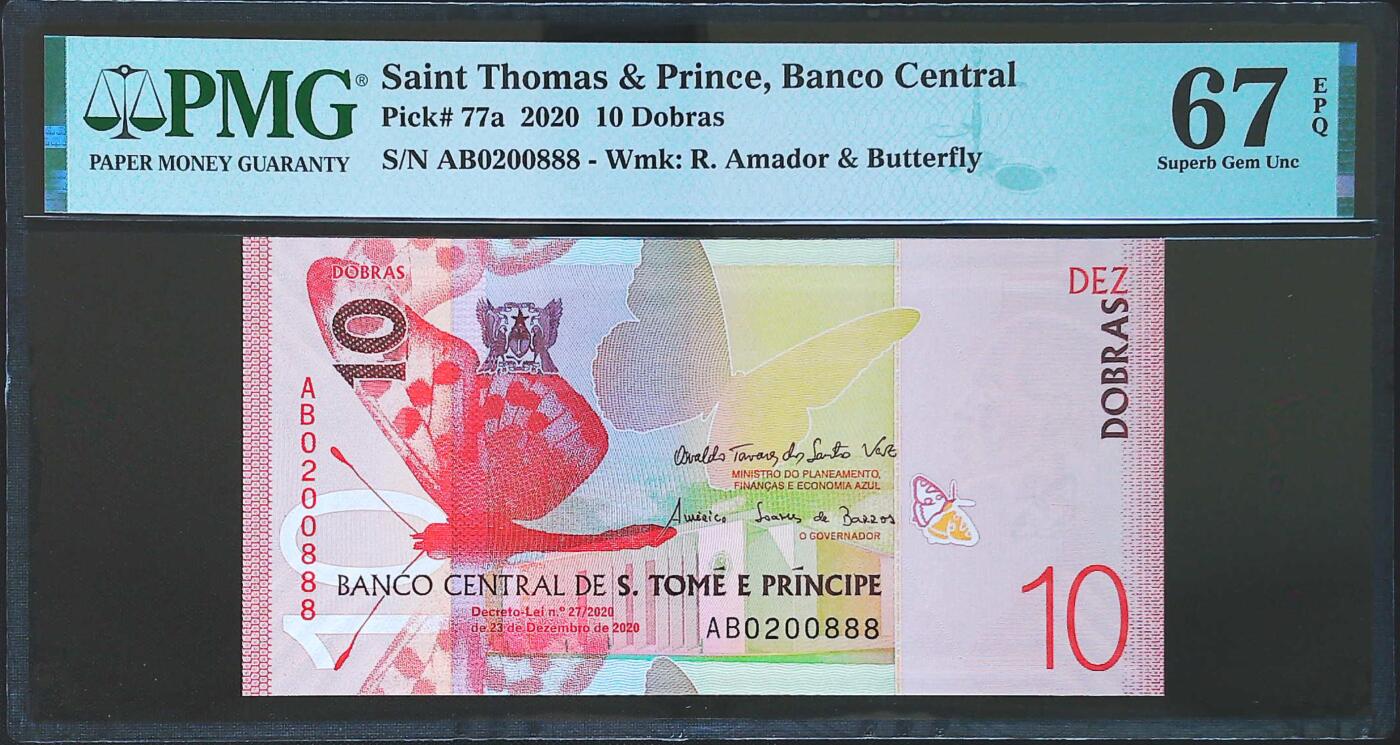 PMG®
PAPER MONEY GUARANTY
Saint Thomas & Prince, Banco Central
Pick# 77a 2020 10 Dobras
S/N AB0200888 - Wmk: R. Amador & Butterfly
67
EPQ
Superb Gem Unc
DOBRAS
10
AB0200888
10
Osvaldo Tavares dos Santos Vaz
MINISTRO DO PLANEAMENTO,
FINANÇAS E ECONOMIA AZUL
Américo Soares de Barros
O GOVERNADOR
BANCO CENTRAL DE S. TOMÉ E PRÍNCIPE
Decreto-Lei n.º 27/2020
de 23 de Dezembro de 2020
AB0200888
DEZ
DOBRAS
10